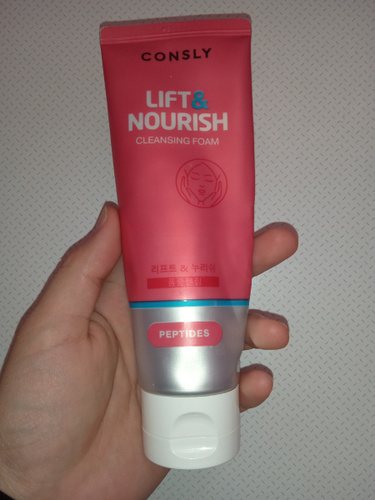 CONSLY
LIFT&
NOURISH
CLEANSING FOAM
리프트 & 누리쉬
PEPTIDES